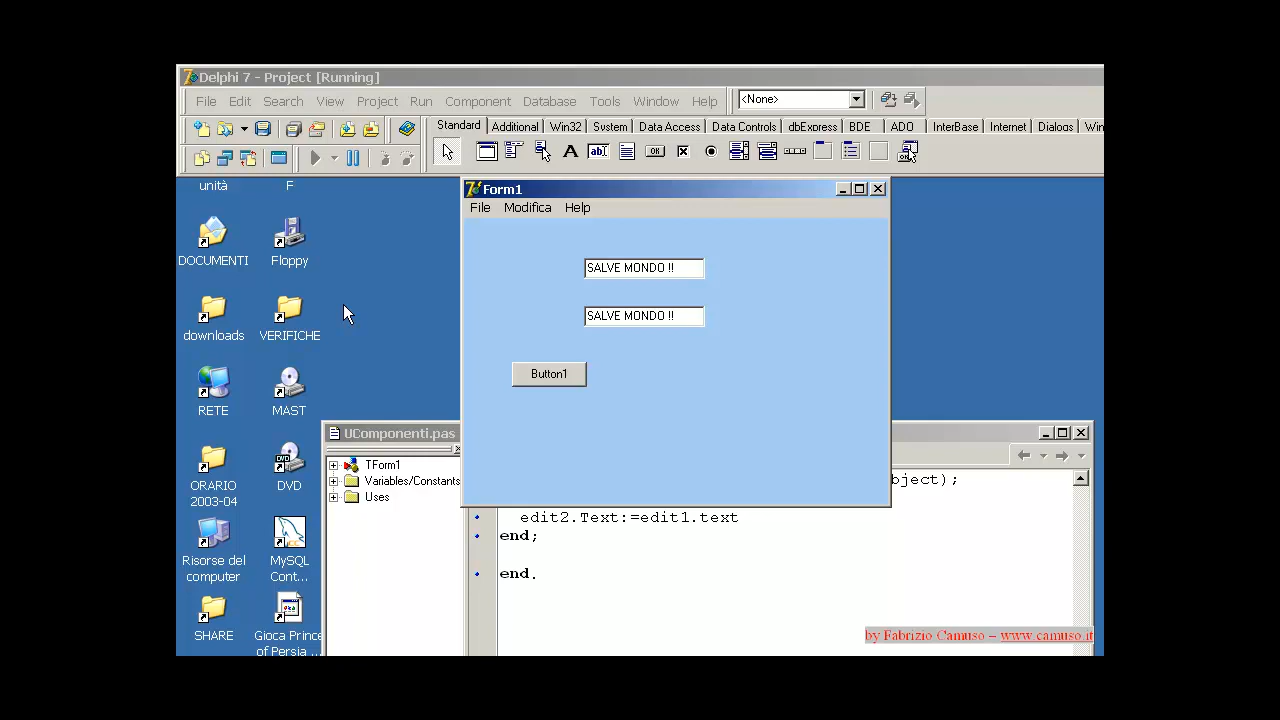 Delphi 7 - Project [Running]
File Edit Search View Project Run Component Database Tools Window Help
<None>
Standard Additional Win32 System Data Access Data Controls dbExpress BDE ADO InterBase Internet Dialogs Win
unità
F
DOCUMENTI
Floppy
downloads
VERIFICHE
RETE
MAST
ORARIO
2003-04
DVD
Risorse del
computer
MySQL
Cont...
SHARE
Gioca Prince
of Persia ...
Form1
File Modifica Help
SALVE MONDO !!
SALVE MONDO !!
Button1
UComponenti.pas
TForm1
Variables/Constants
Uses
bject);
edit2.Text:=edit1.text
end;
end.
by Fabrizio Camuso – www.camuso.it